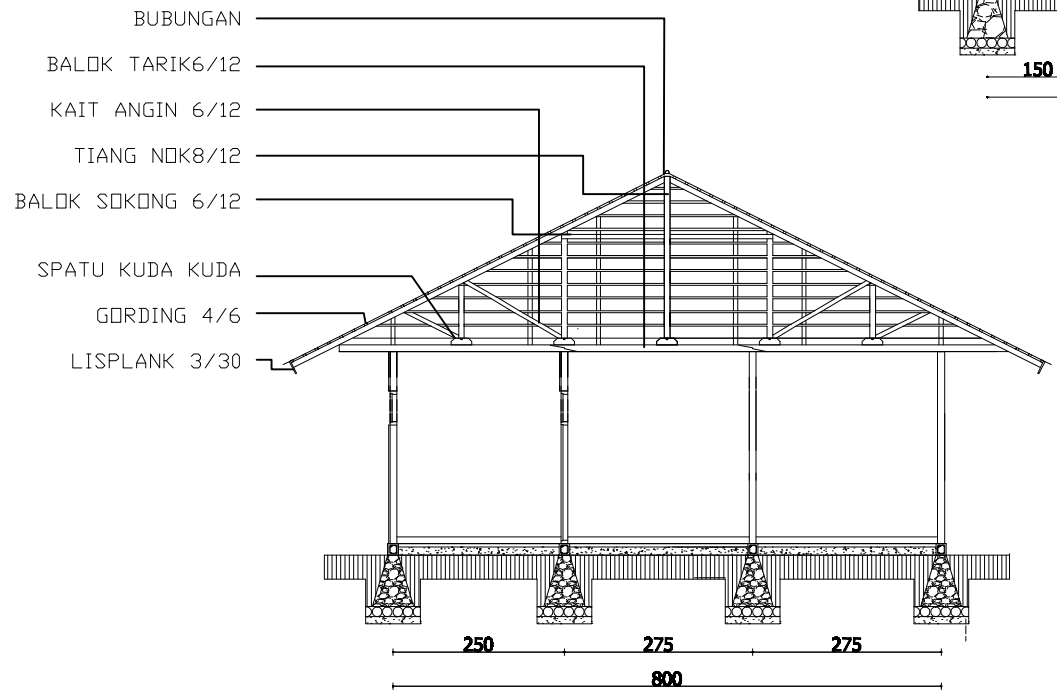 BUBUNGAN
BALOK TARIK6/12
150
KAIT ANGIN 6/12
TIANG NOK8/12
BALOK SOKONG 6/12
SPATU KUDA KUDA
GORDING 4/6
LISPLANK 3/30
250 275 275
800